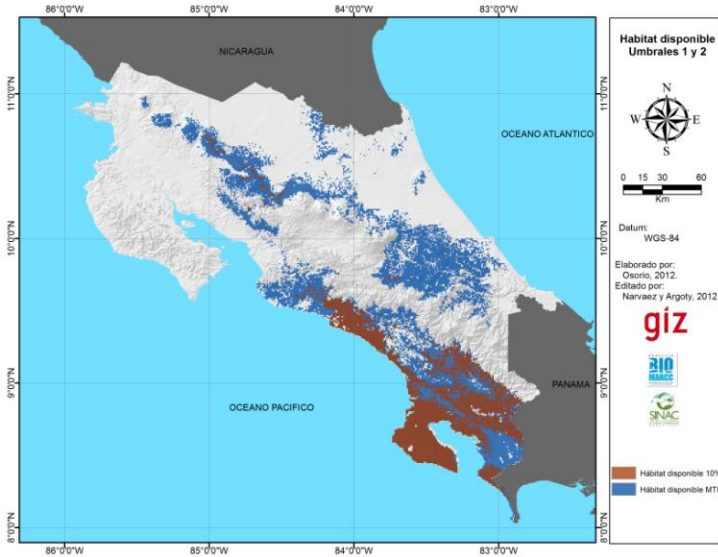 86°0'0"W 85°0'0"W 84°0'0"W 83°0'0"W
NICARAGUA
11°0'0"N
11°0'0"N
OCEANO ATLANTICO
10°0'0"N
10°0'0"N
9°0'0"N
9°0'0"N
PANAMA
OCEANO PACIFICO
8°0'0"N
8°0'0"N
86°0'0"W 85°0'0"W 84°0'0"W 83°0'0"W
Habitat disponible
Umbrales 1 y 2
N
W E
S
0 15 30 60
Km
Datum:
WGS-84
Elaborado por:
Osorio, 2012.
Editado por:
Narvaez y Argoty, 2012
giz
BIO
MARCC
SINAC
Hábitat disponible 10%
Hábitat disponible MT